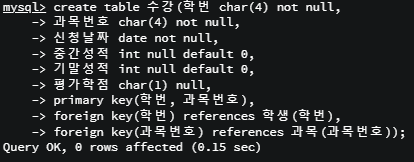 mysql> create table 수강(학번 char(4) not null,
-> 과목번호 char(4) not null,
-> 신청날짜 date not null,
-> 중간성적 int null default 0,
-> 기말성적 int null default 0,
-> 평가학점 char(1) null,
-> primary key(학번, 과목번호),
-> foreign key(학번) references 학생(학번),
-> foreign key(과목번호) references 과목(과목번호));
Query OK, 0 rows affected (0.15 sec)